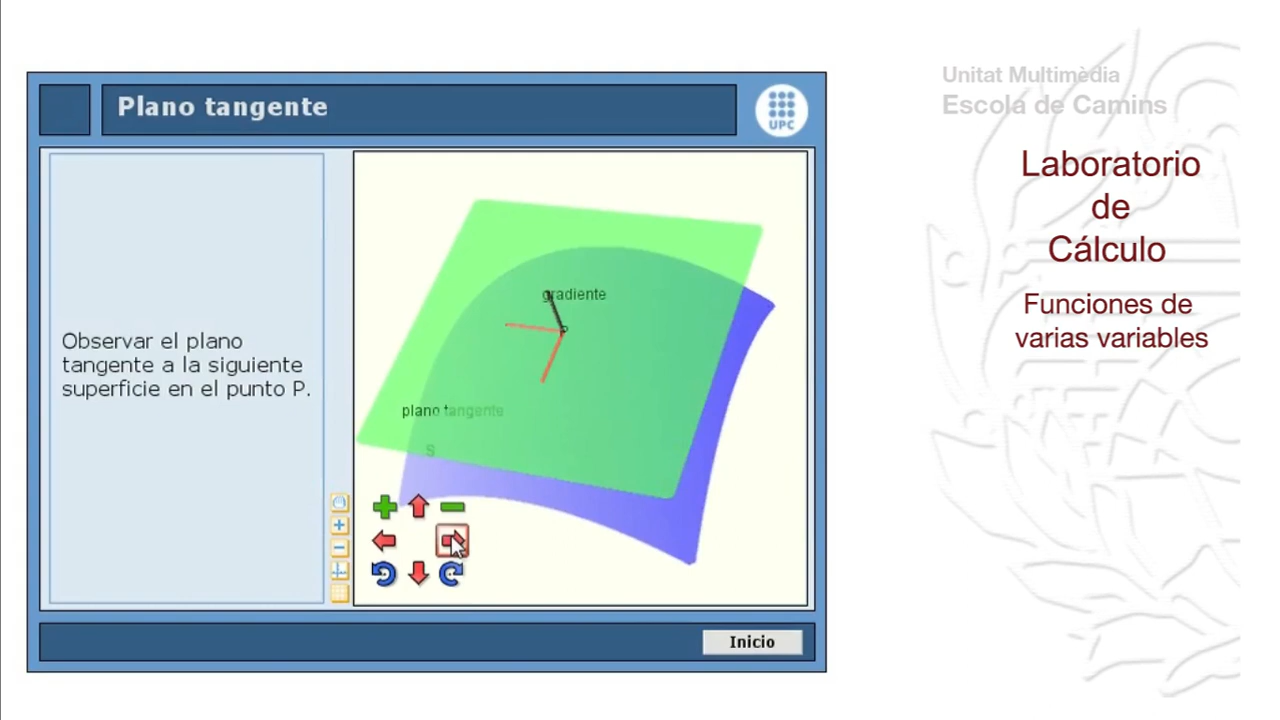 Unitat Multimèdia
Escola de Camins
Laboratorio
de
Cálculo
Funciones de
varias variables
Plano tangente
UPC
Observar el plano
tangente a la siguiente
superficie en el punto P.
gradiente
plano tangente
S
Inicio